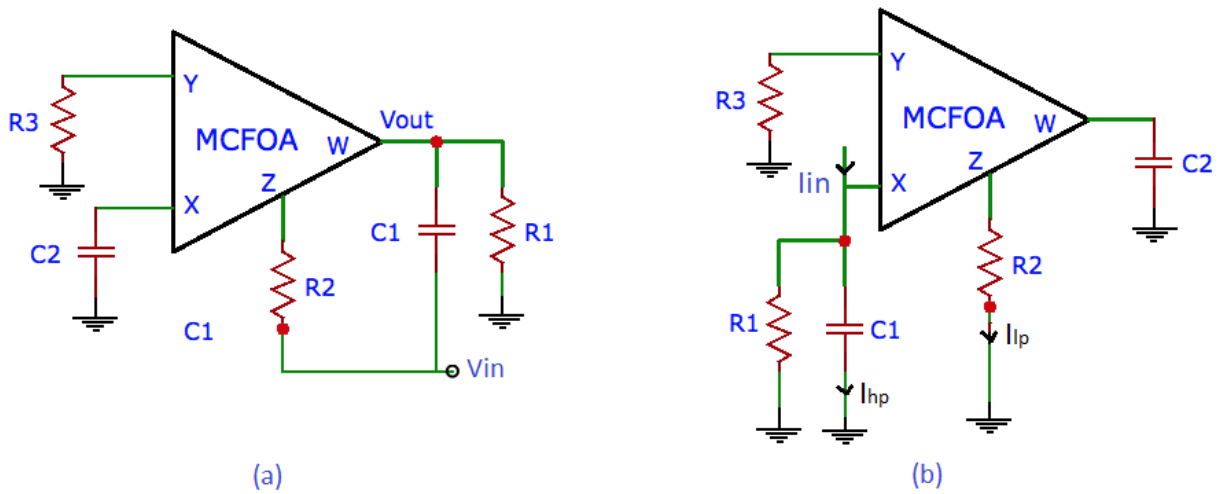 Y
R3
Vout
MCFOA
W
Z
X
C1
R1
C2
R2
C1
Vin
(a)
Y
R3
MCFOA
W
Z
Iin
X
C2
R2
R1
C1
Ilp
Ihp
(b)